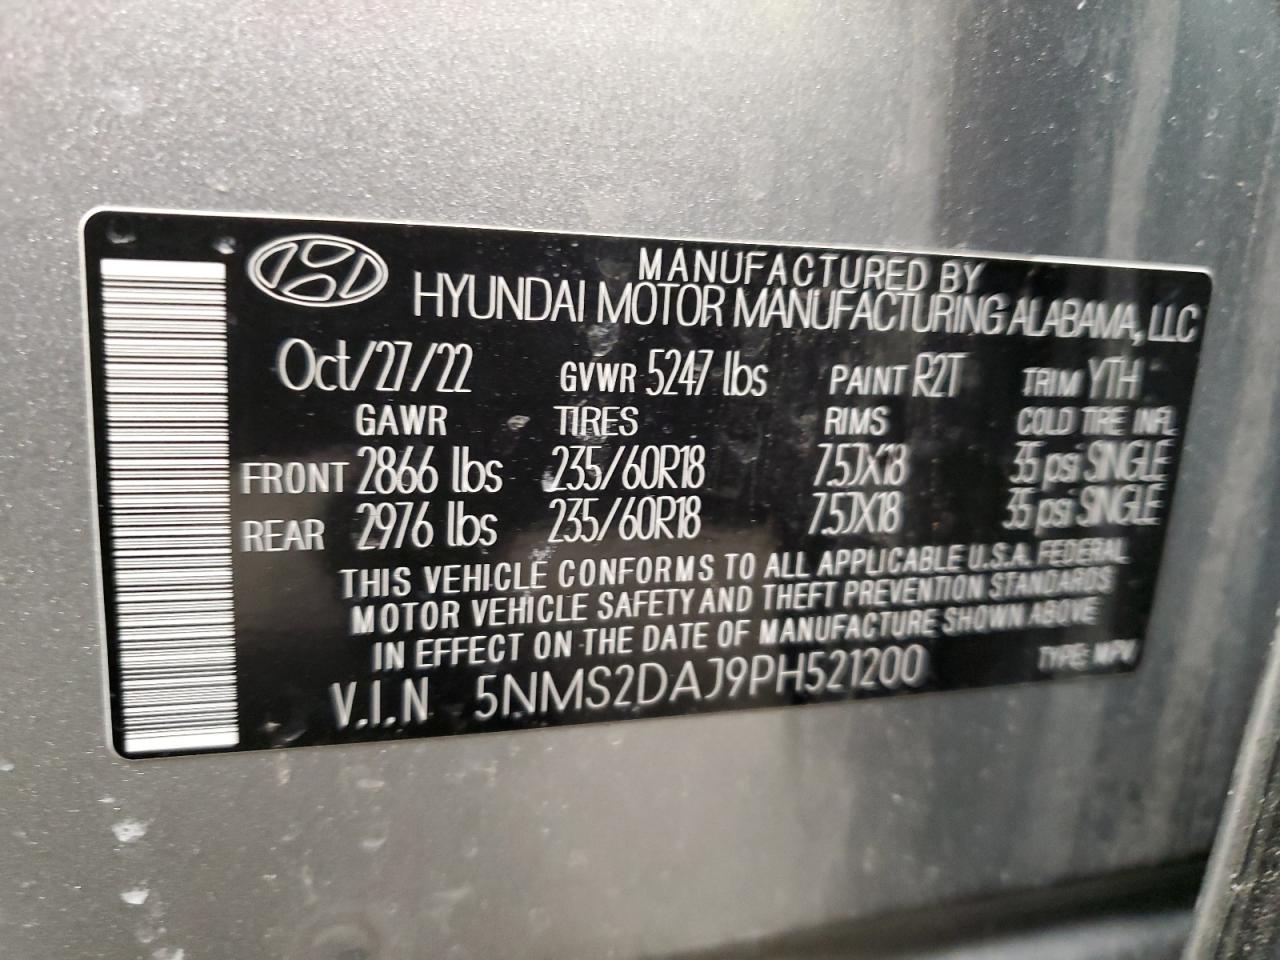 MANUFACTURED BY
HYUNDAI MOTOR MANUFACTURING ALABAMA, LLC
Oct/27/22 GVWR 5247 lbs PAINT R2T TRIM YTH
GAWR TIRES RIMS COLD TIRE INFL
FRONT 2866 lbs 235/60R18 7.5JX18 35 psi SINGLE
REAR 2976 lbs 235/60R18 7.5JX18 35 psi SINGLE
THIS VEHICLE CONFORMS TO ALL APPLICABLE U.S.A. FEDERAL
MOTOR VEHICLE SAFETY AND THEFT PREVENTION STANDARDS
IN EFFECT ON THE DATE OF MANUFACTURE SHOWN ABOVE
V.I.N 5NMS2DAJ9PH521200 TYPE: MPV